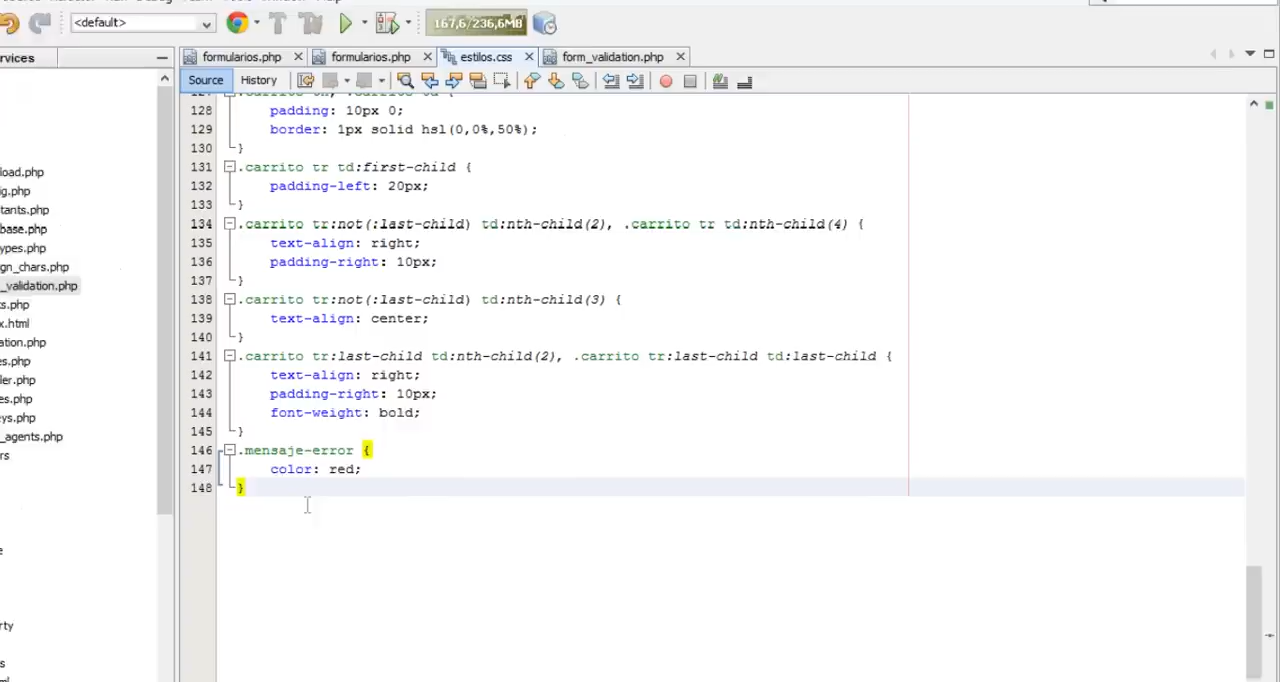 <default>
167,6/236,6MB
rvices
formularios.php
formularios.php
estilos.css
form_validation.php
Source
History
128 padding: 10px 0;
129 border: 1px solid hsl(0,0%,50%);
130 }
131 .carrito tr td:first-child {
132 padding-left: 20px;
133 }
134 .carrito tr:not(:last-child) td:nth-child(2), .carrito tr td:nth-child(4) {
135 text-align: right;
136 padding-right: 10px;
137 }
138 .carrito tr:not(:last-child) td:nth-child(3) {
139 text-align: center;
140 }
141 .carrito tr:last-child td:nth-child(2), .carrito tr:last-child td:last-child {
142 text-align: right;
143 padding-right: 10px;
144 font-weight: bold;
145 }
146 .mensaje-error {
147 color: red;
148 }
load.php
ig.php
tants.php
base.php
ypes.php
gn_chars.php
_validation.php
ks.php
x.html
ation.php
es.php
ler.php
es.php
eys.php
_agents.php
rs
e
rty
s